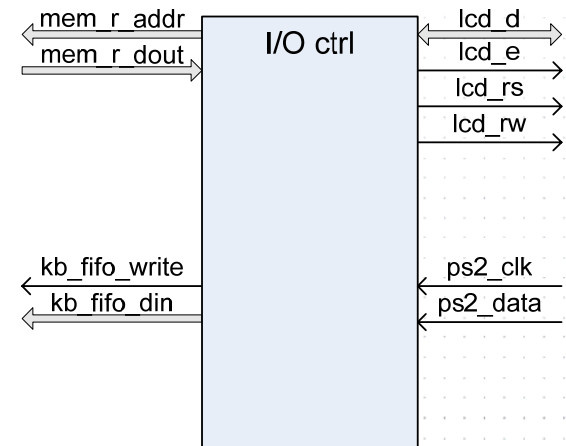 mem_r_addr
I/O ctrl
lcd_d
mem_r_dout
lcd_e
lcd_rs
lcd_rw
kb_fifo_write
ps2_clk
kb_fifo_din
ps2_data